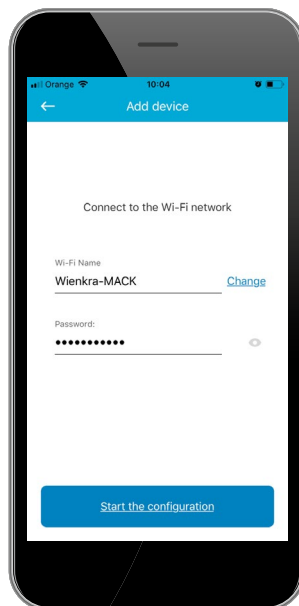 Orange 10:04
Add device
Connect to the Wi-Fi network
Wi-Fi Name
Wienkra-MACK Change
Password:
•••••••••••
Start the configuration